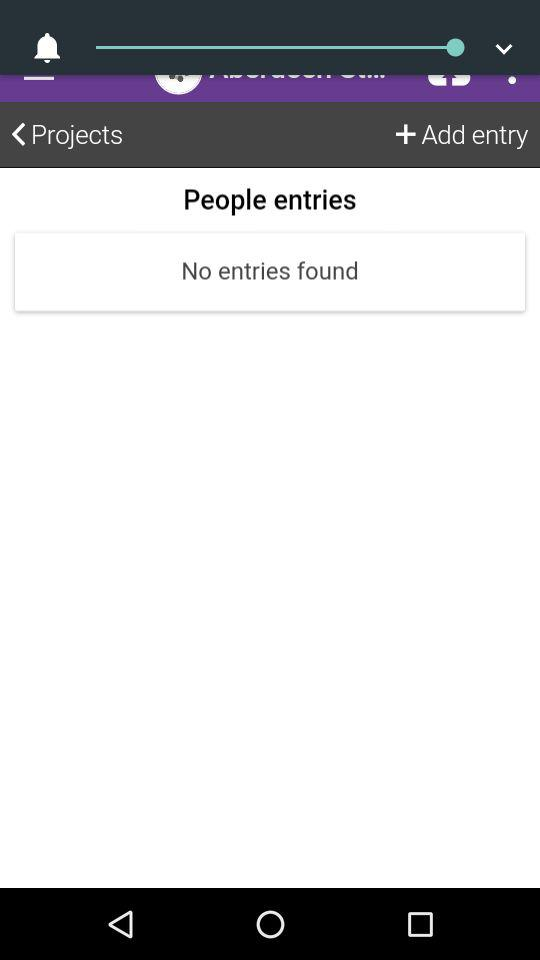 Projects
Add entry
People entries
No entries found